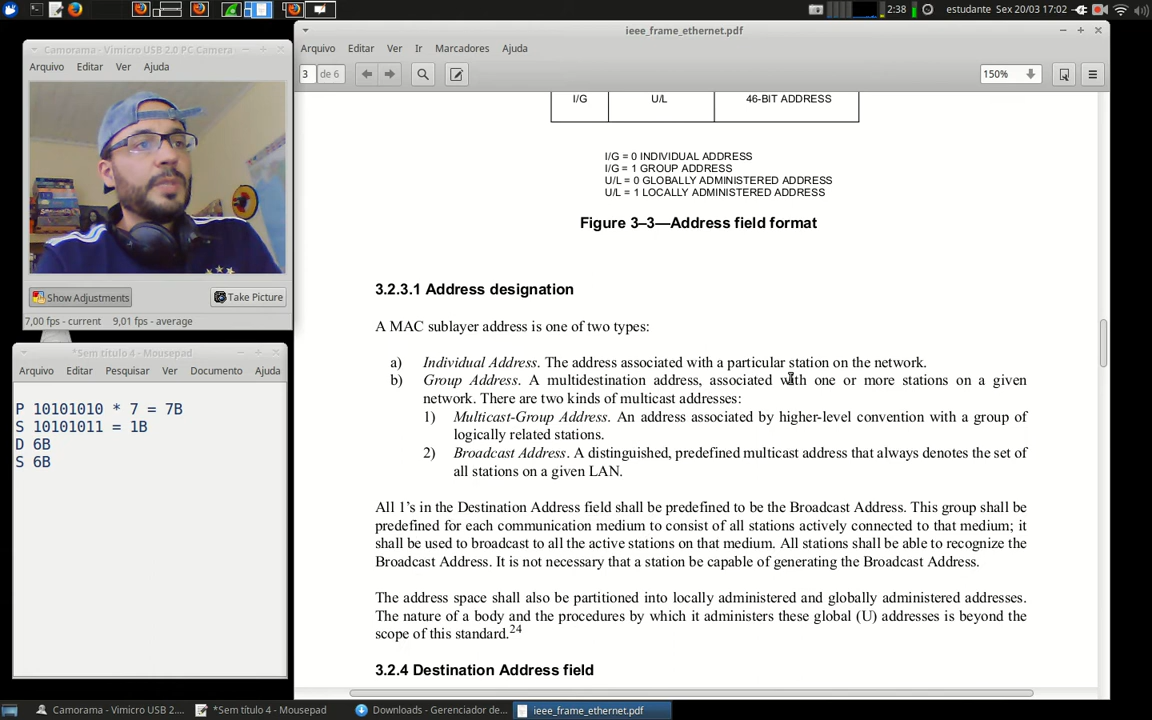 2:38
estudante Sex 20/03 17:02
Camorama - Vimicro USB 2.0 PC Camera
Arquivo Editar Ver Ajuda
Show Adjustments
Take Picture
7,00 fps - current 9,01 fps - average
*Sem título 4 - Mousepad
Arquivo Editar Pesquisar Ver Documento Ajuda
P 10101010 * 7 = 7B
S 10101011 = 1B
D 6B
S 6B
ieee_frame_ethernet.pdf
Arquivo Editar Ver Ir Marcadores Ajuda
3 de 6
150%
I/G U/L 46-BIT ADDRESS
I/G = 0 INDIVIDUAL ADDRESS
I/G = 1 GROUP ADDRESS
U/L = 0 GLOBALLY ADMINISTERED ADDRESS
U/L = 1 LOCALLY ADMINISTERED ADDRESS
Figure 3–3—Address field format
3.2.3.1 Address designation
A MAC sublayer address is one of two types:
a) Individual Address. The address associated with a particular station on the network.
b) Group Address. A multidestination address, associated with one or more stations on a given
network. There are two kinds of multicast addresses:
1) Multicast-Group Address. An address associated by higher-level convention with a group of
logically related stations.
2) Broadcast Address. A distinguished, predefined multicast address that always denotes the set of
all stations on a given LAN.
All 1’s in the Destination Address field shall be predefined to be the Broadcast Address. This group shall be
predefined for each communication medium to consist of all stations actively connected to that medium; it
shall be used to broadcast to all the active stations on that medium. All stations shall be able to recognize the
Broadcast Address. It is not necessary that a station be capable of generating the Broadcast Address.
The address space shall also be partitioned into locally administered and globally administered addresses.
The nature of a body and the procedures by which it administers these global (U) addresses is beyond the
scope of this standard.24
3.2.4 Destination Address field
Camorama - Vimicro USB 2....
*Sem título 4 - Mousepad
Downloads - Gerenciador de...
ieee_frame_ethernet.pdf